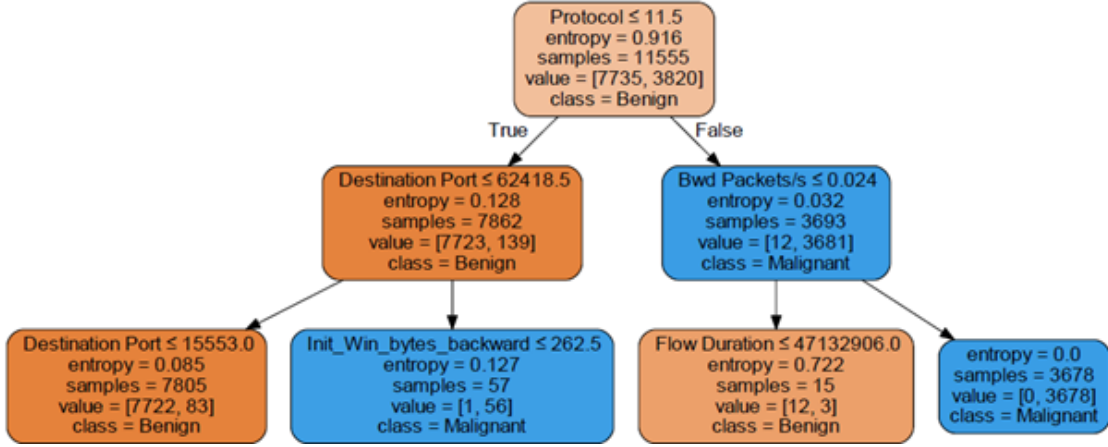 Protocol ≤ 11.5
entropy = 0.916
samples = 11555
value = [7735, 3820]
class = Benign
True
False
Destination Port ≤ 62418.5
entropy = 0.128
samples = 7862
value = [7723, 139]
class = Benign
Bwd Packets/s ≤ 0.024
entropy = 0.032
samples = 3693
value = [12, 3681]
class = Malignant
Destination Port ≤ 15553.0
entropy = 0.085
samples = 7805
value = [7722, 83]
class = Benign
Init_Win_bytes_backward ≤ 262.5
entropy = 0.127
samples = 57
value = [1, 56]
class = Malignant
Flow Duration ≤ 47132906.0
entropy = 0.722
samples = 15
value = [12, 3]
class = Benign
entropy = 0.0
samples = 3678
value = [0, 3678]
class = Malignant